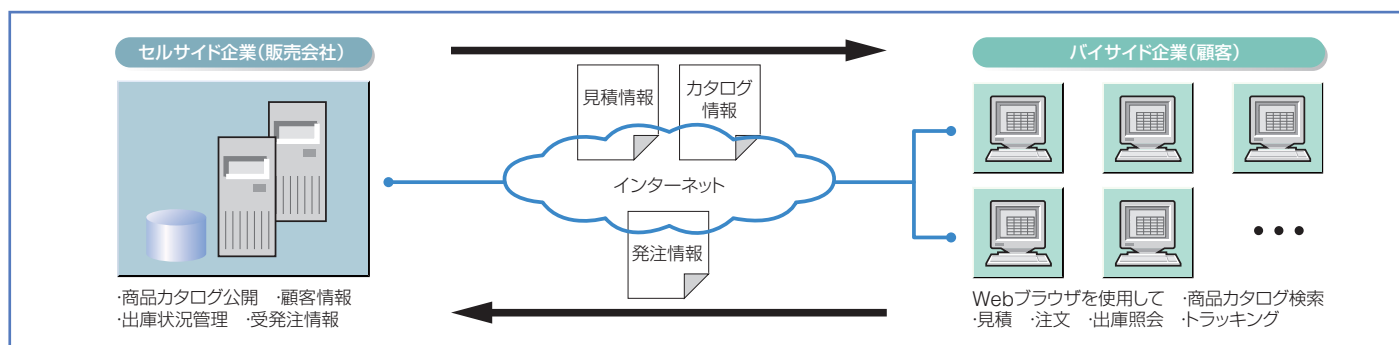 セルサイド企業(販売会社)
バイサイド企業(顧客)
見積情報
カタログ
情報
インターネット
発注情報
・商品カタログ公開 ・顧客情報
・出庫状況管理 ・受発注情報
Webブラウザを使用して ・商品カタログ検索
・見積 ・注文 ・出庫照会 ・トラッキング